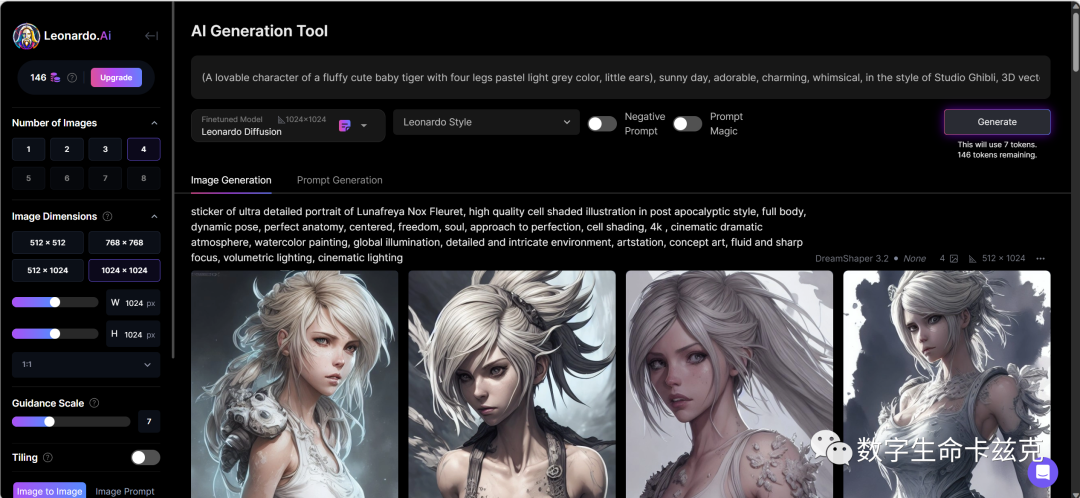 Leonardo.Ai
146
Upgrade
Number of Images
1 2 3 4
5 6 7 8
Image Dimensions
512 × 512 768 × 768
512 × 1024 1024 × 1024
W 1024 px
H 1024 px
1:1
Guidance Scale
7
Tiling
Image to Image Image Prompt
AI Generation Tool
(A lovable character of a fluffy cute baby tiger with four legs pastel light grey color, little ears), sunny day, adorable, charming, whimsical, in the style of Studio Ghibli, 3D vect
Finetuned Model 1024×1024
Leonardo Diffusion
Leonardo Style
Negative
Prompt
Prompt
Magic
Generate
This will use 7 tokens.
146 tokens remaining.
Image Generation Prompt Generation
sticker of ultra detailed portrait of Lunafreya Nox Fleuret, high quality cell shaded illustration in post apocalyptic style, full body,
dynamic pose, perfect anatomy, centered, freedom, soul, approach to perfection, cell shading, 4k , cinematic dramatic
atmosphere, watercolor painting, global illumination, detailed and intricate environment, artstation, concept art, fluid and sharp
focus, volumetric lighting, cinematic lighting
DreamShaper 3.2 • None 4 512 × 1024 ···
数字生命卡兹克